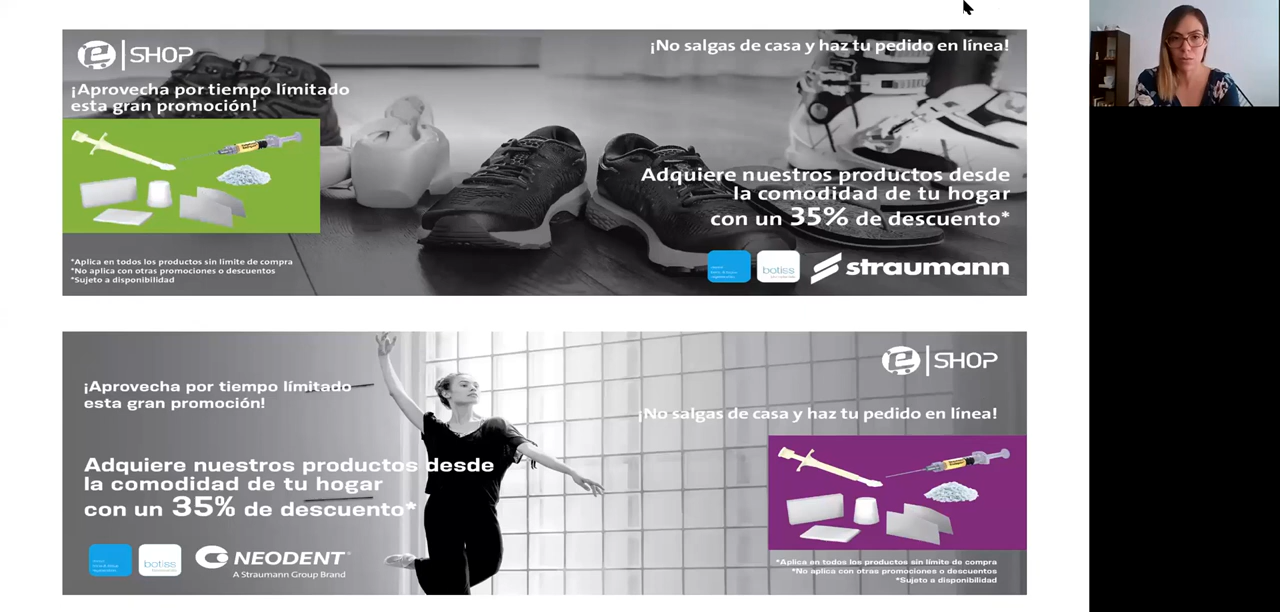 e SHOP
¡No salgas de casa y haz tu pedido en línea!
¡Aprovecha por tiempo límitado
esta gran promoción!
Adquiere nuestros productos desde
la comodidad de tu hogar
con un 35% de descuento*
*Aplica en todos los productos sin límite de compra
*No aplica con otras promociones o descuentos
*Sujeto a disponibilidad
botiss
straumann
e SHOP
¡Aprovecha por tiempo límitado
esta gran promoción!
¡No salgas de casa y haz tu pedido en línea!
Adquiere nuestros productos desde
la comodidad de tu hogar
con un 35% de descuento*
botiss
NEODENT®
A Straumann Group Brand
*Aplica en todos los productos sin límite de compra
*No aplica con otras promociones o descuentos
*Sujeto a disponibilidad